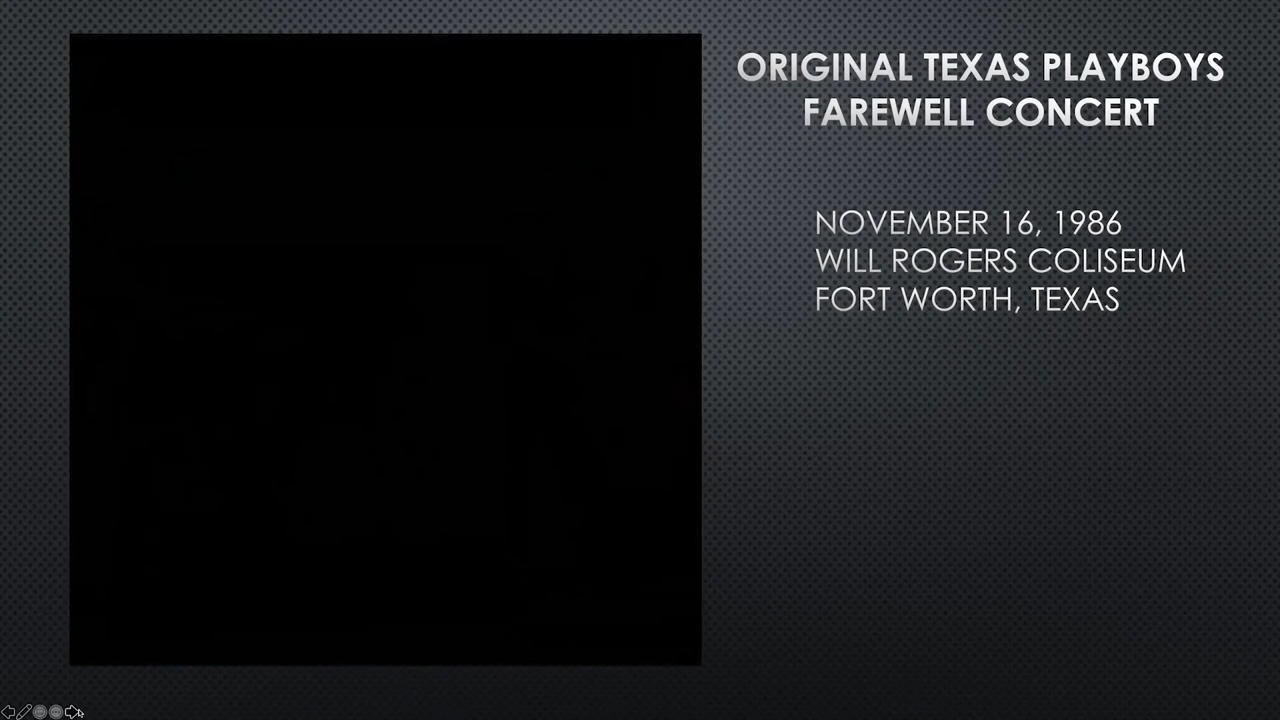 ORIGINAL TEXAS PLAYBOYS
FAREWELL CONCERT
NOVEMBER 16, 1986
WILL ROGERS COLISEUM
FORT WORTH, TEXAS